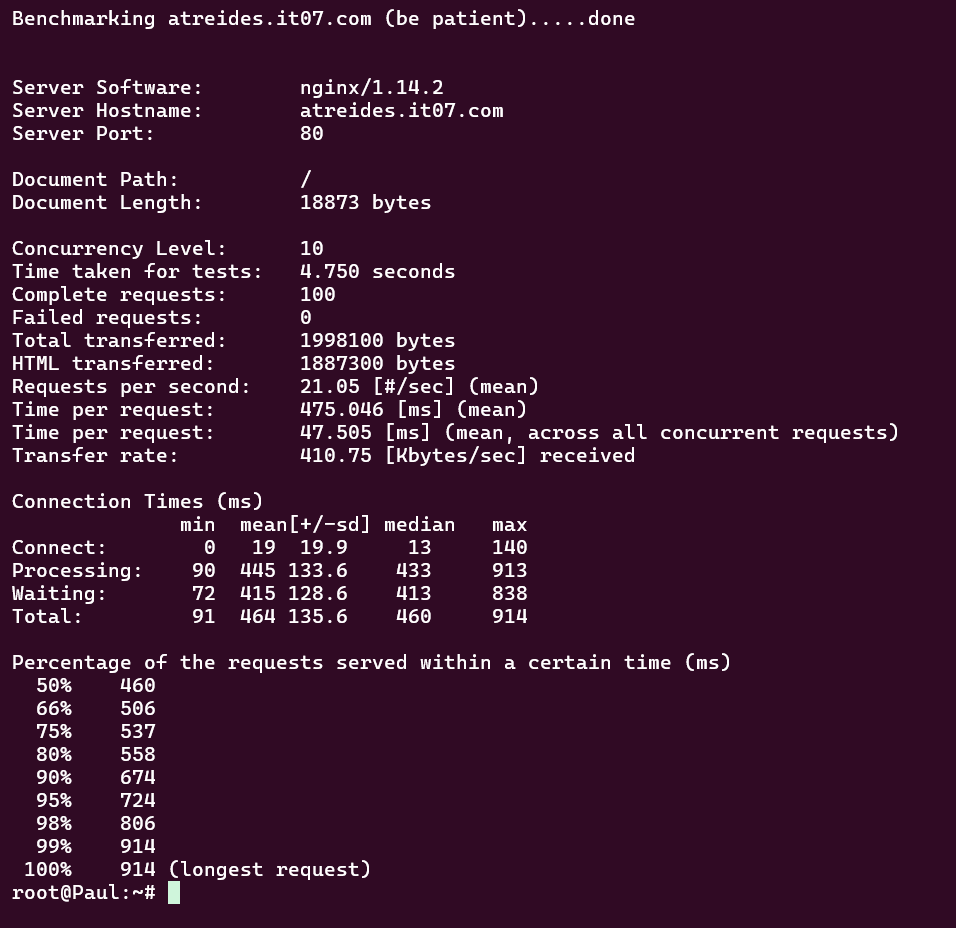 Benchmarking atreides.it07.com (be patient).....done
Server Software:        nginx/1.14.2
Server Hostname:        atreides.it07.com
Server Port:            80
Document Path:          /
Document Length:        18873 bytes
Concurrency Level:      10
Time taken for tests:   4.750 seconds
Complete requests:      100
Failed requests:        0
Total transferred:      1998100 bytes
HTML transferred:       1887300 bytes
Requests per second:    21.05 [#/sec] (mean)
Time per request:       475.046 [ms] (mean)
Time per request:       47.505 [ms] (mean, across all concurrent requests)
Transfer rate:          410.75 [Kbytes/sec] received
Connection Times (ms)
              min  mean[+/-sd] median   max
Connect:        0   19  19.9     13     140
Processing:    90  445 133.6    433     913
Waiting:       72  415 128.6    413     838
Total:         91  464 135.6    460     914
Percentage of the requests served within a certain time (ms)
  50%    460
  66%    506
  75%    537
  80%    558
  90%    674
  95%    724
  98%    806
  99%    914
 100%    914 (longest request)
root@Paul:~#